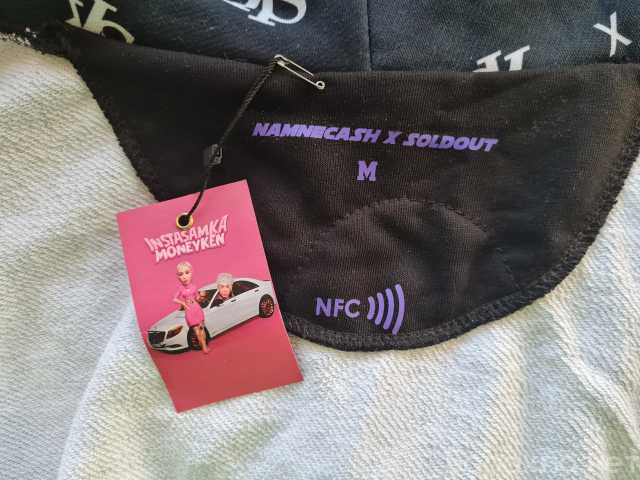 NAMNECASH X SOLDOUT
M
INSTASAMKA
MONEYKEN
NFC